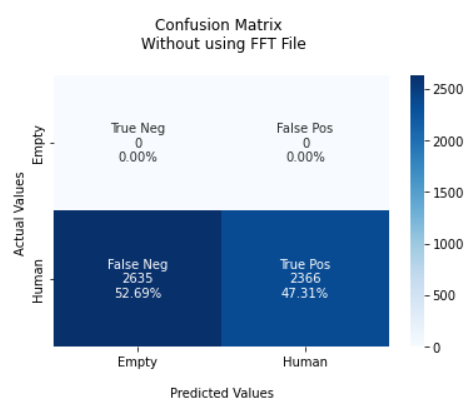 Confusion Matrix
Without using FFT File
True Neg
0
0.00%
False Pos
0
0.00%
False Neg
2635
52.69%
True Pos
2366
47.31%
Empty
Human
Actual Values
Empty
Human
Predicted Values
2500
2000
1500
1000
500
0